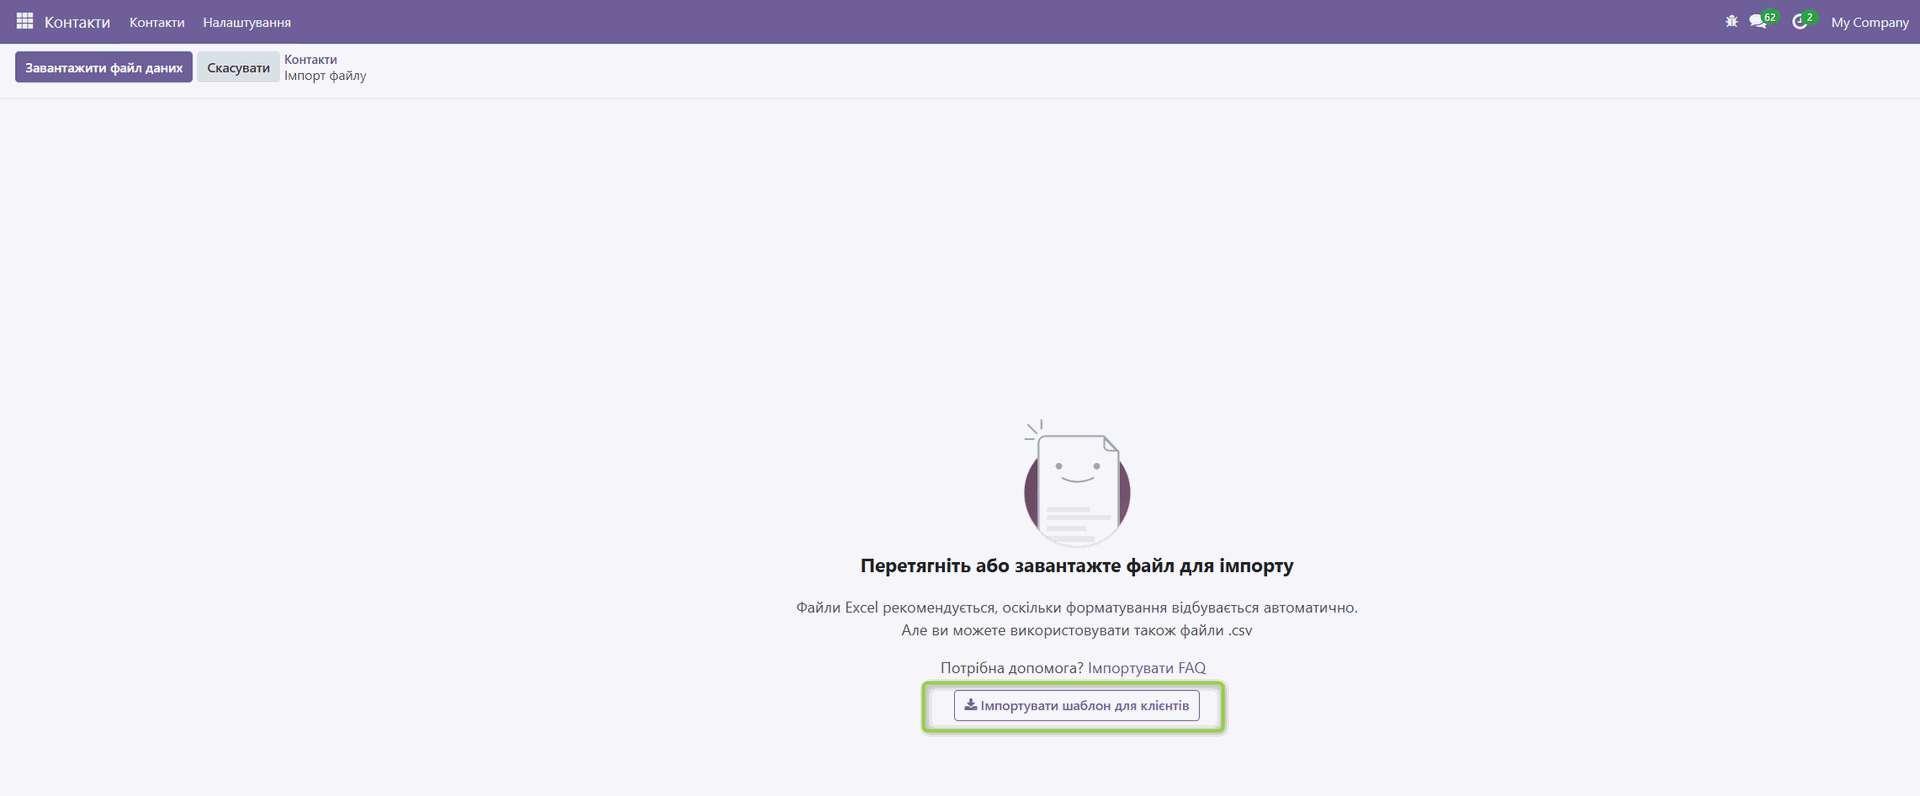 Контакти Контакти Налаштування 62 2 My Company
Завантажити файл даних Скасувати Контакти
Імпорт файлу
Перетягніть або завантажте файл для імпорту
Файли Excel рекомендується, оскільки форматування відбувається автоматично.
Але ви можете використовувати також файли .csv
Потрібна допомога? Імпортувати FAQ
Імпортувати шаблон для клієнтів